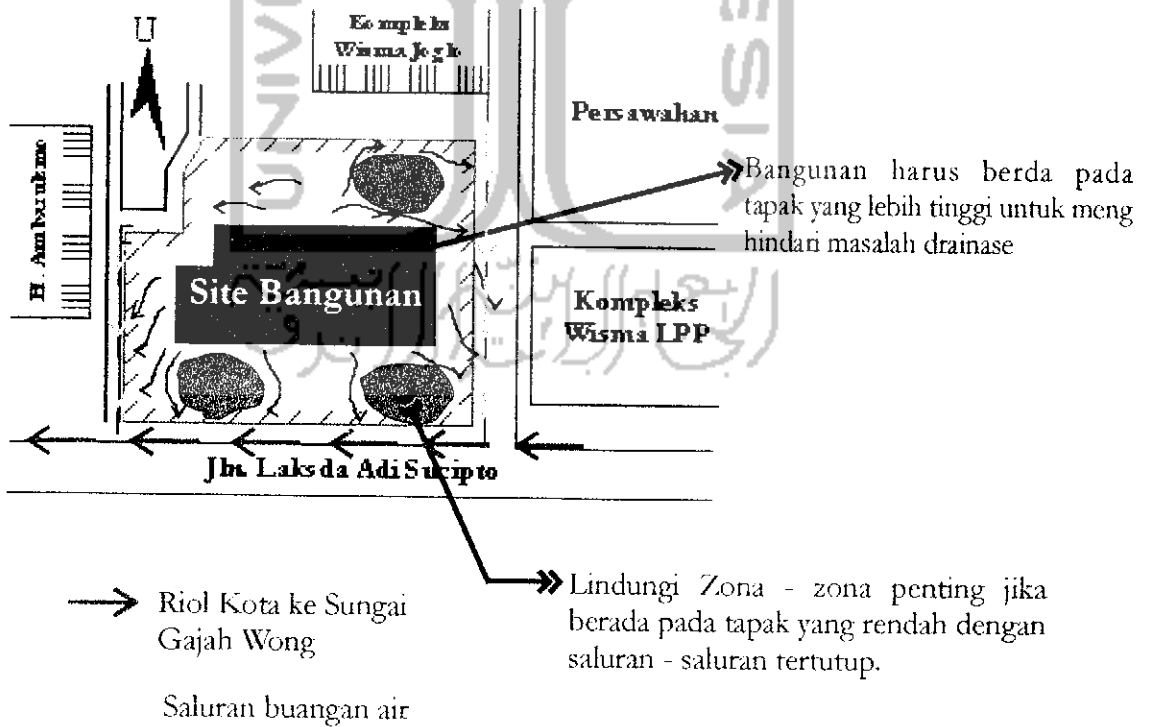 U
Kompleks
Wisma Joglo
Persawahan
H. Ambarukmo
Bangunan harus berda pada
tapak yang lebih tinggi untuk meng
hindari masalah drainase
Site Bangunan
Kompleks
Wisma LPP
Jln. Laksda Adi Sucipto
Lindungi Zona - zona penting jika
berada pada tapak yang rendah dengan
saluran - saluran tertutup.
Riol Kota ke Sungai
Gajah Wong
Saluran buangan air